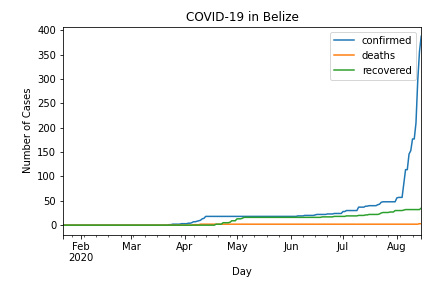 COVID-19 in Belize
confirmed
deaths
recovered
Number of Cases
400
350
300
250
200
150
100
50
0
Feb Mar Apr May Jun Jul Aug
2020
Day